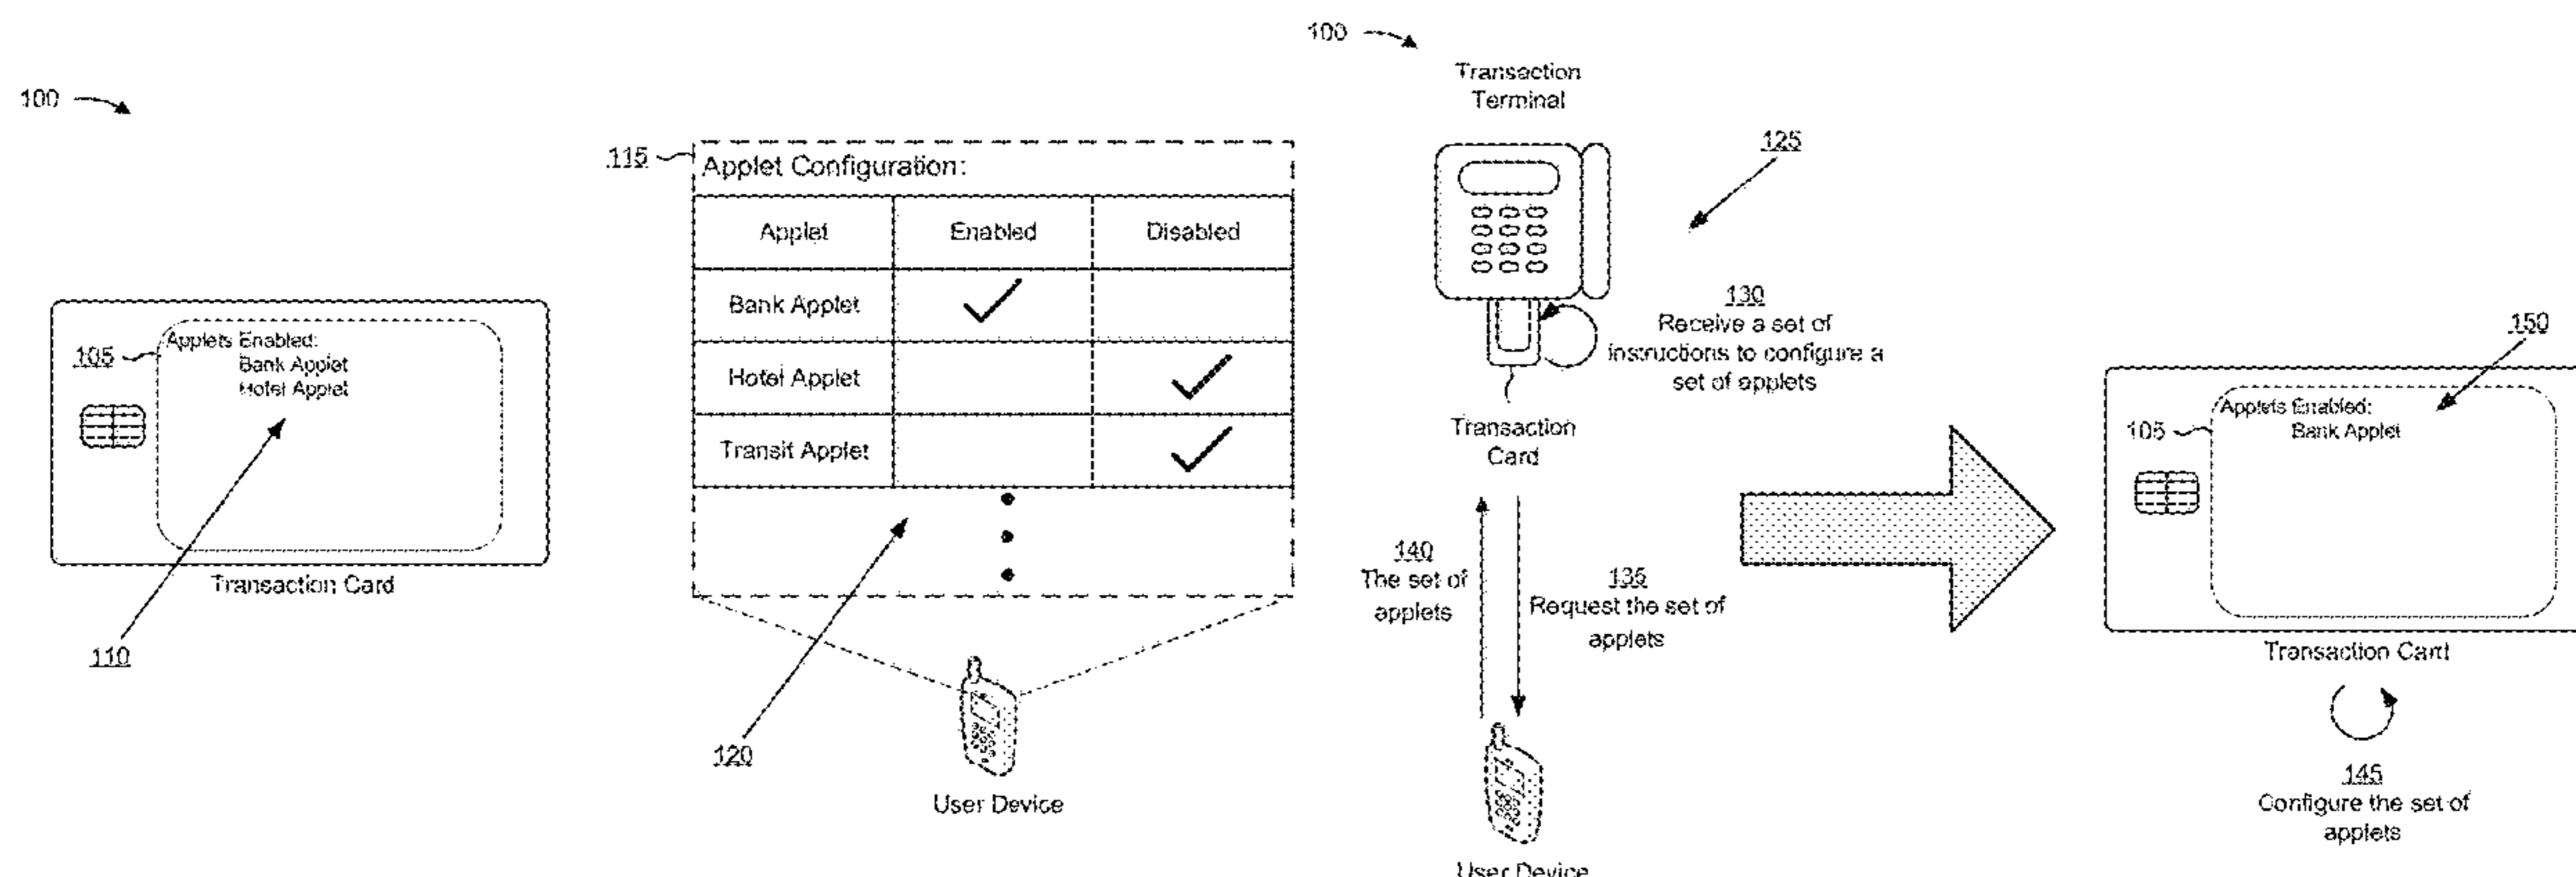 100
105
Applets Enabled:
Bank Applet
Hotel Applet
Transaction Card
110
115
Applet Configuration:
Applet Enabled Disabled
Bank Applet
Hotel Applet
Transit Applet
120
User Device
100
Transaction
Terminal
125
130
Receive a set of
instructions to configure a
set of applets
Transaction
Card
140
The set of
applets
135
Request the set of
applets
User Device
150
105
Applets Enabled:
Bank Applet
Transaction Card
145
Configure the set of
applets